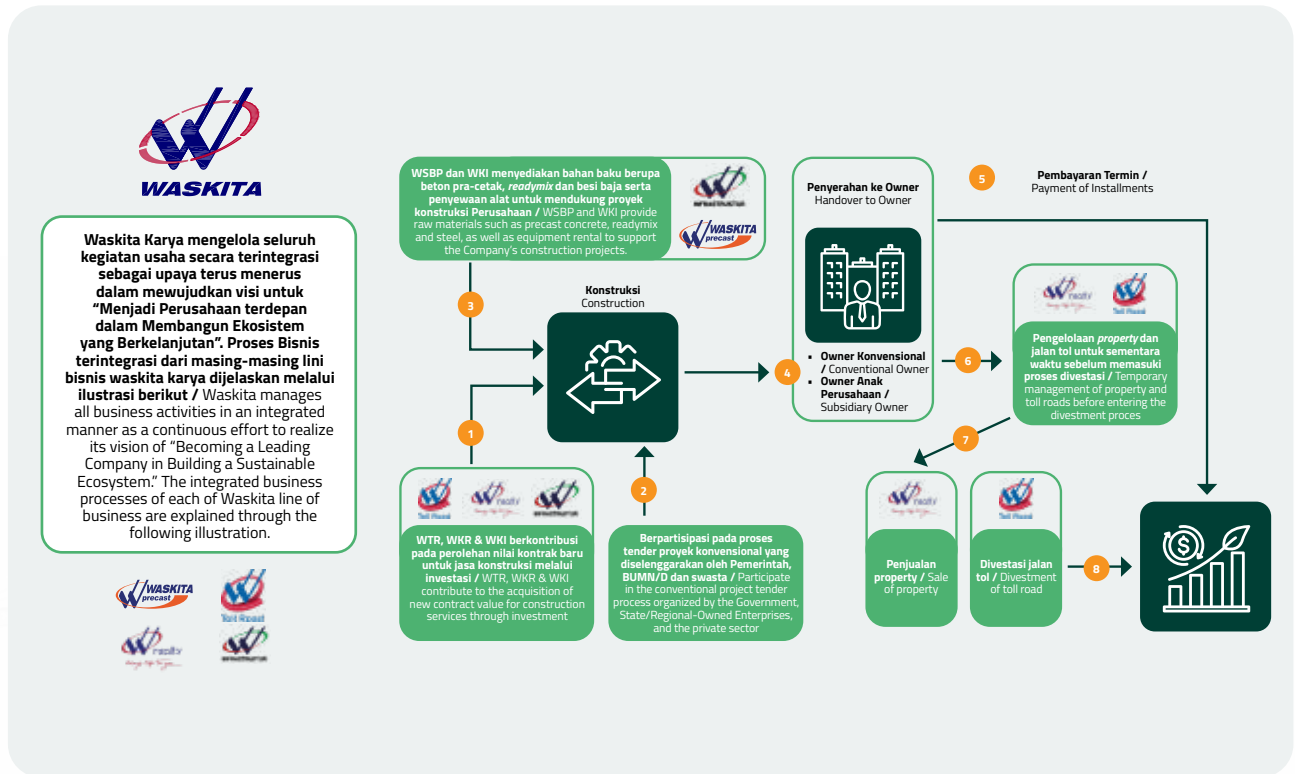 WASKITA
Waskita Karya mengelola seluruh
kegiatan usaha secara terintegrasi
sebagai upaya terus menerus
dalam mewujudkan visi untuk
“Menjadi Perusahaan terdepan
dalam Membangun Ekosistem
yang Berkelanjutan”. Proses Bisnis
terintegrasi dari masing-masing lini
bisnis waskita karya dijelaskan melalui
ilustrasi berikut / Waskita manages
all business activities in an integrated
manner as a continuous effort to realize
its vision of “Becoming a Leading
Company in Building a Sustainable
Ecosystem.” The integrated business
processes of each of Waskita line of
business are explained through the
following illustration.
WASKITA
precast
Toll Road
realty
INFRASTRUKTUR
WSBP dan WKI menyediakan bahan baku berupa
beton pra-cetak, readymix dan besi baja serta
penyewaan alat untuk mendukung proyek
konstruksi Perusahaan / WSBP and WKI provide
raw materials such as precast concrete, readymix
and steel, as well as equipment rental to support
the Company’s construction projects.
INFRASTRUKTUR
WASKITA
precast
3
Konstruksi
Construction
1
2
Toll Road
realty
INFRASTRUKTUR
WTR, WKR & WKI berkontribusi
pada perolehan nilai kontrak baru
untuk jasa konstruksi melalui
investasi / WTR, WKR & WKI
contribute to the acquisition of
new contract value for construction
services through investment
Berpartisipasi pada proses
tender proyek konvensional yang
diselenggarakan oleh Pemerintah,
BUMN/D dan swasta / Participate
in the conventional project tender
process organized by the Government,
State/Regional-Owned Enterprises,
and the private sector
4
Penyerahan ke Owner
Handover to Owner
• Owner Konvensional
/ Conventional Owner
• Owner Anak
Perusahaan /
Subsidiary Owner
5
Pembayaran Termin /
Payment of Installments
6
realty
Toll Road
Pengelolaan property dan
jalan tol untuk sementara
waktu sebelum memasuki
proses divestasi / Temporary
management of property and
toll roads before entering the
divestment proces
7
realty
Penjualan
property / Sale
of property
Toll Road
Divestasi jalan
tol / Divestment
of toll road
8
$